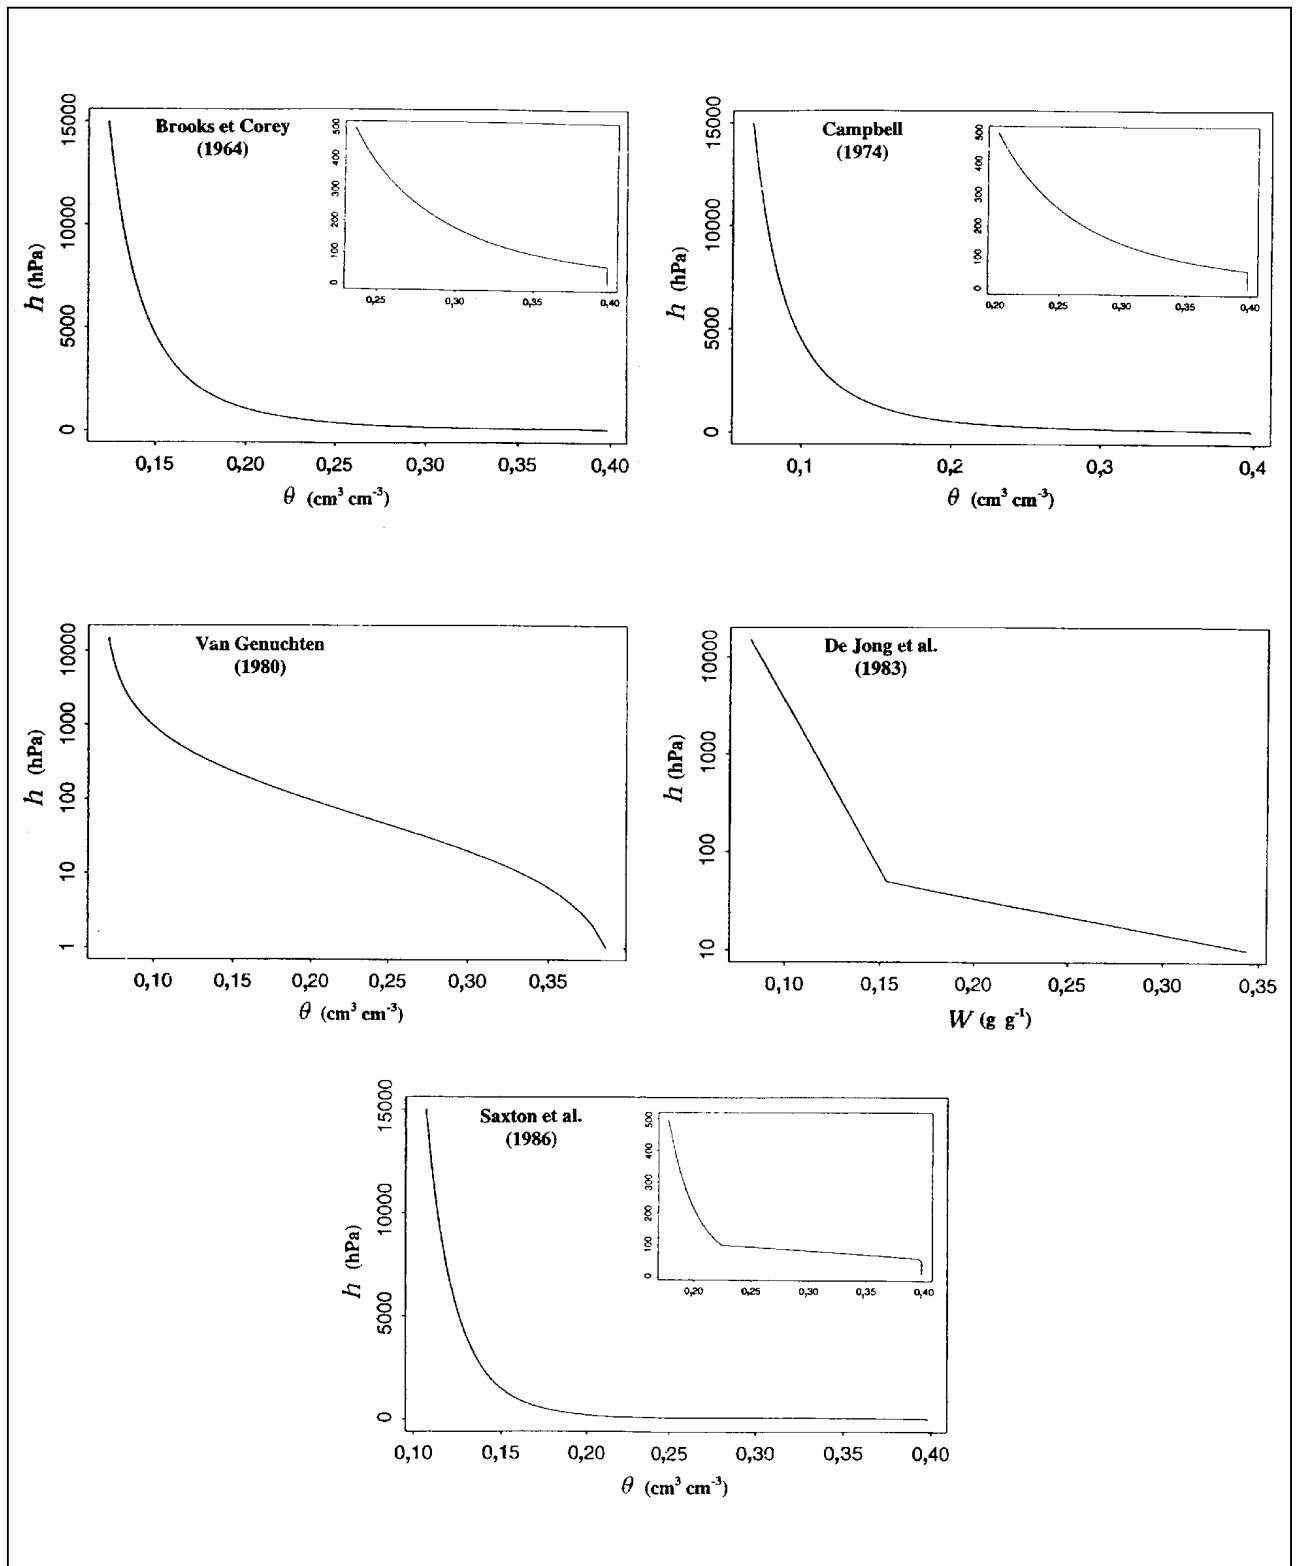 Brooks et Corey
(1964)
15000
10000
5000
0
h (hPa)
0,15 0,20 0,25 0,30 0,35 0,40
θ (cm³ cm⁻³)
500
400
300
200
100
0
0,25 0,30 0,35 0,40
Campbell
(1974)
15000
10000
5000
0
h (hPa)
0,1 0,2 0,3 0,4
θ (cm³ cm⁻³)
500
400
300
200
100
0
0,20 0,25 0,30 0,35 0,40
Van Genuchten
(1980)
10000
1000
100
10
1
h (hPa)
0,10 0,15 0,20 0,25 0,30 0,35
θ (cm³ cm⁻³)
De Jong et al.
(1983)
10000
1000
100
10
h (hPa)
0,10 0,15 0,20 0,25 0,30 0,35
W (g g⁻¹)
Saxton et al.
(1986)
15000
10000
5000
0
h (hPa)
0,10 0,15 0,20 0,25 0,30 0,35 0,40
θ (cm³ cm⁻³)
500
400
300
200
100
0
0,20 0,25 0,30 0,35 0,40